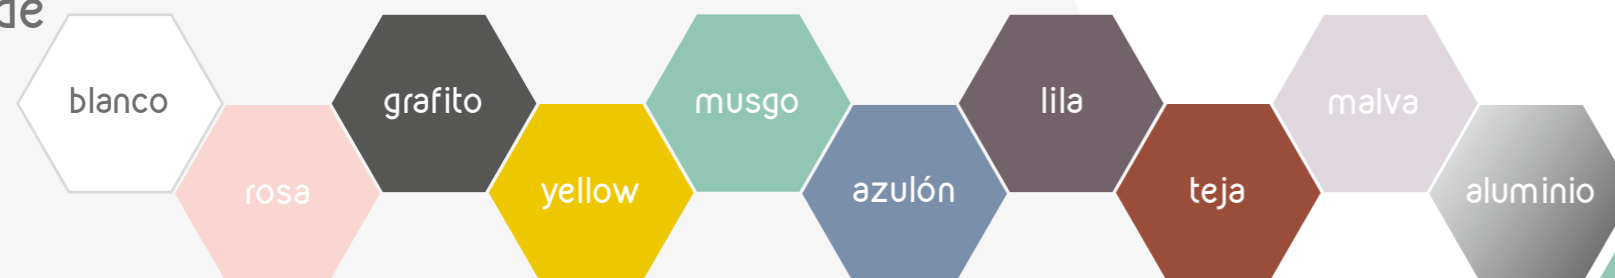 de
blanco
grafito
musgo
lila
malva
rosa
yellow
azulón
teja
aluminio